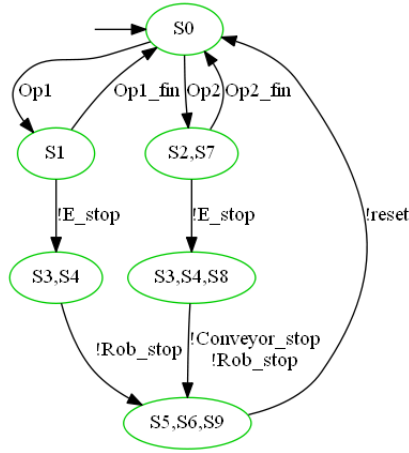 S0
Op1
Op1_fin
Op2
Op2_fin
S1
S2,S7
!E_stop
!E_stop
!reset
S3,S4
S3,S4,S8
!Rob_stop
!Conveyor_stop
!Rob_stop
S5,S6,S9